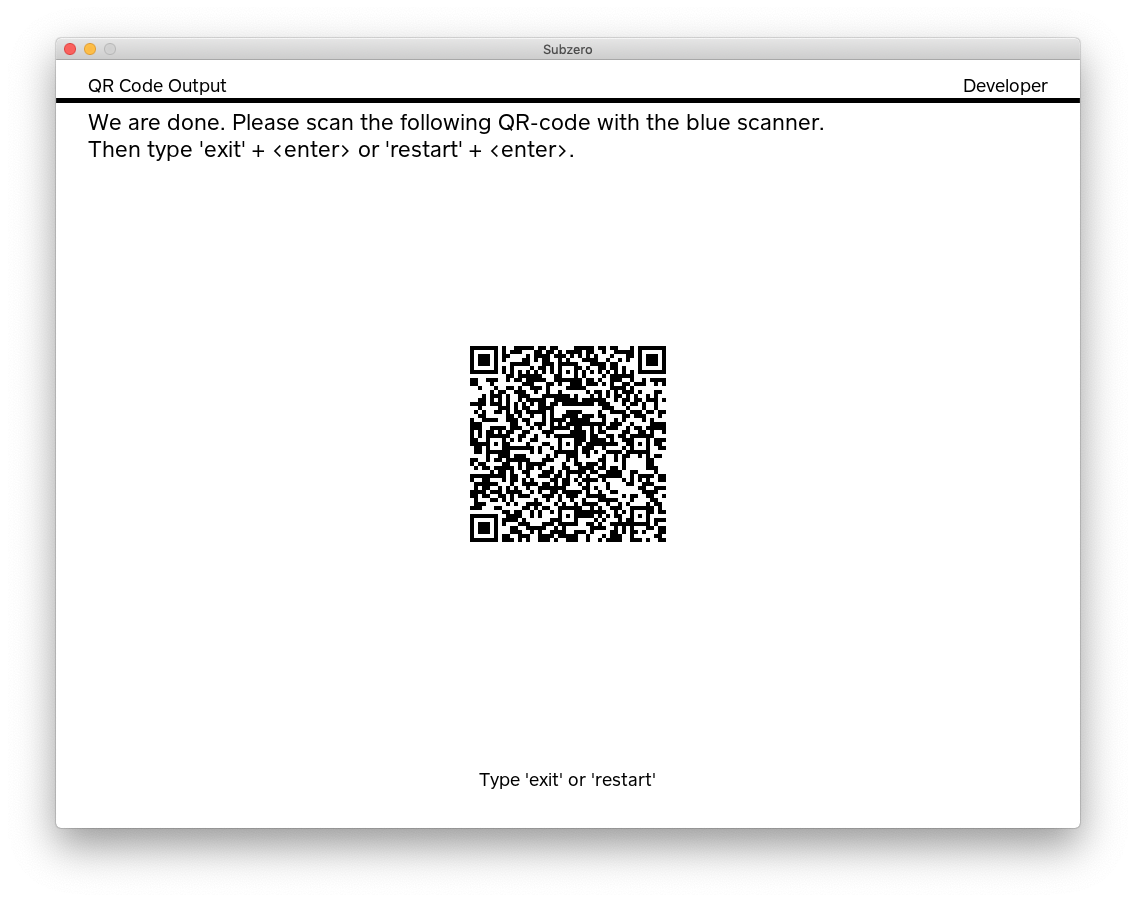 Subzero
QR Code Output
Developer
We are done. Please scan the following QR-code with the blue scanner.
Then type 'exit' + <enter> or 'restart' + <enter>.
Type 'exit' or 'restart'